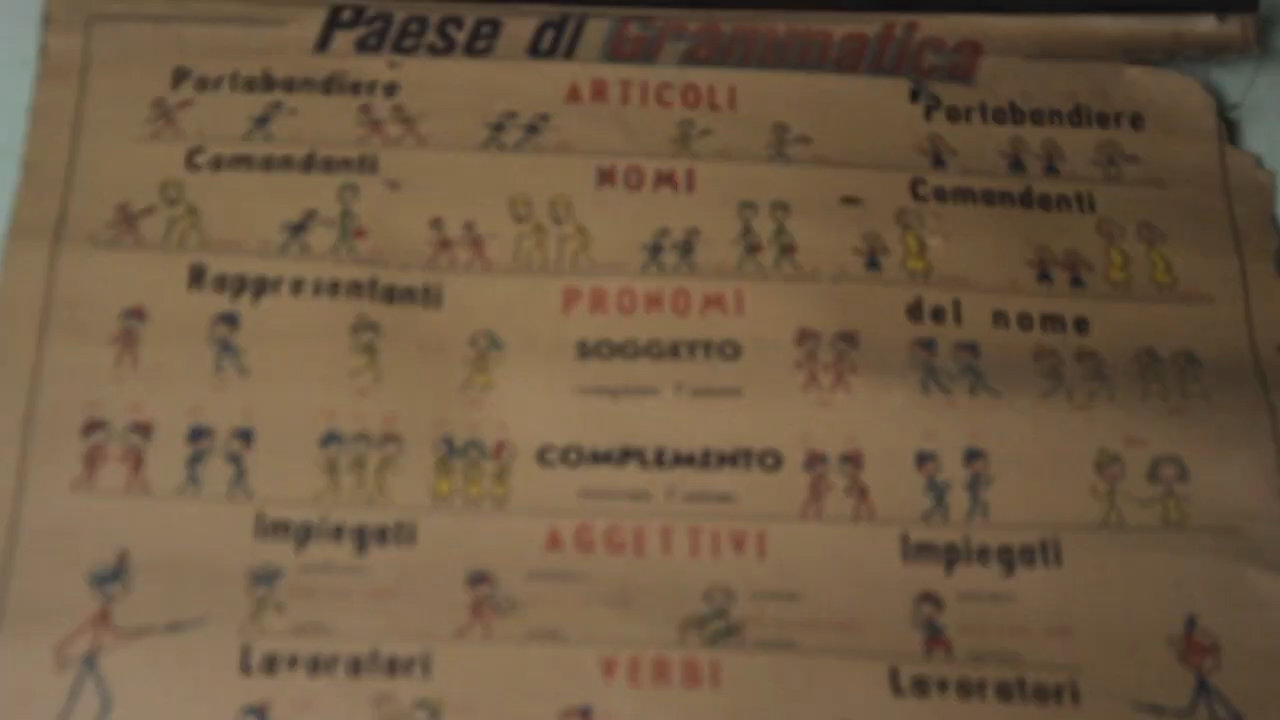 Paese di Grammatica
Portabandiere ARTICOLI Portabandiere
Comandanti NOMI Comandanti
Rappresentanti PRONOMI del nome
SOGGETTO
COMPLEMENTO
Impiegati AGGETTIVI Impiegati
Lavoratori VERBI Lavoratori